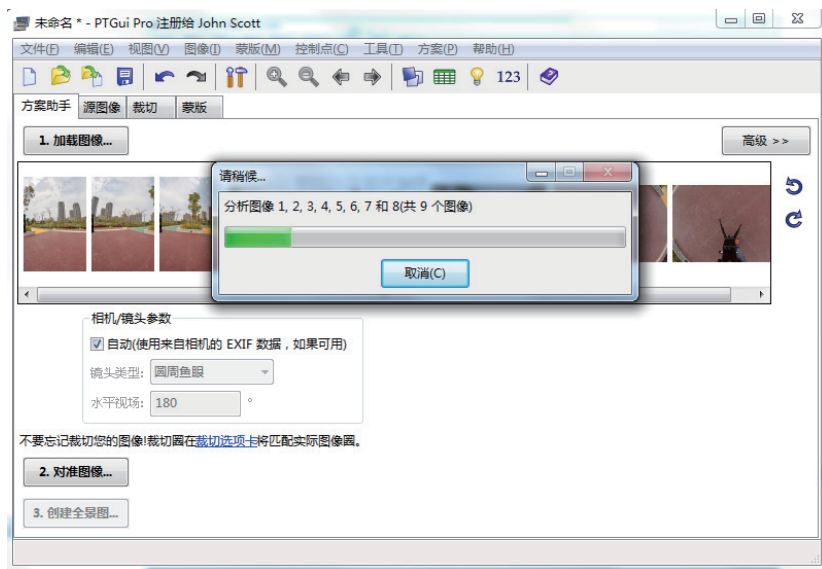 未命名 * - PTGui Pro 注册给 John Scott
文件(F) 编辑(E) 视图(V) 图像(I) 蒙版(M) 控制点(C) 工具(T) 方案(P) 帮助(H)
123
方案助手 源图像 裁切 蒙版
1. 加载图像...
高级 >>
请稍候...
分析图像 1, 2, 3, 4, 5, 6, 7 和 8(共 9 个图像)
取消(C)
相机/镜头参数
自动(使用来自相机的 EXIF 数据，如果可用)
镜头类型: 圆周鱼眼
水平视场: 180 °
不要忘记裁切您的图像!裁切圆在裁切选项卡将匹配实际图像圆。
2. 对准图像...
3. 创建全景图...